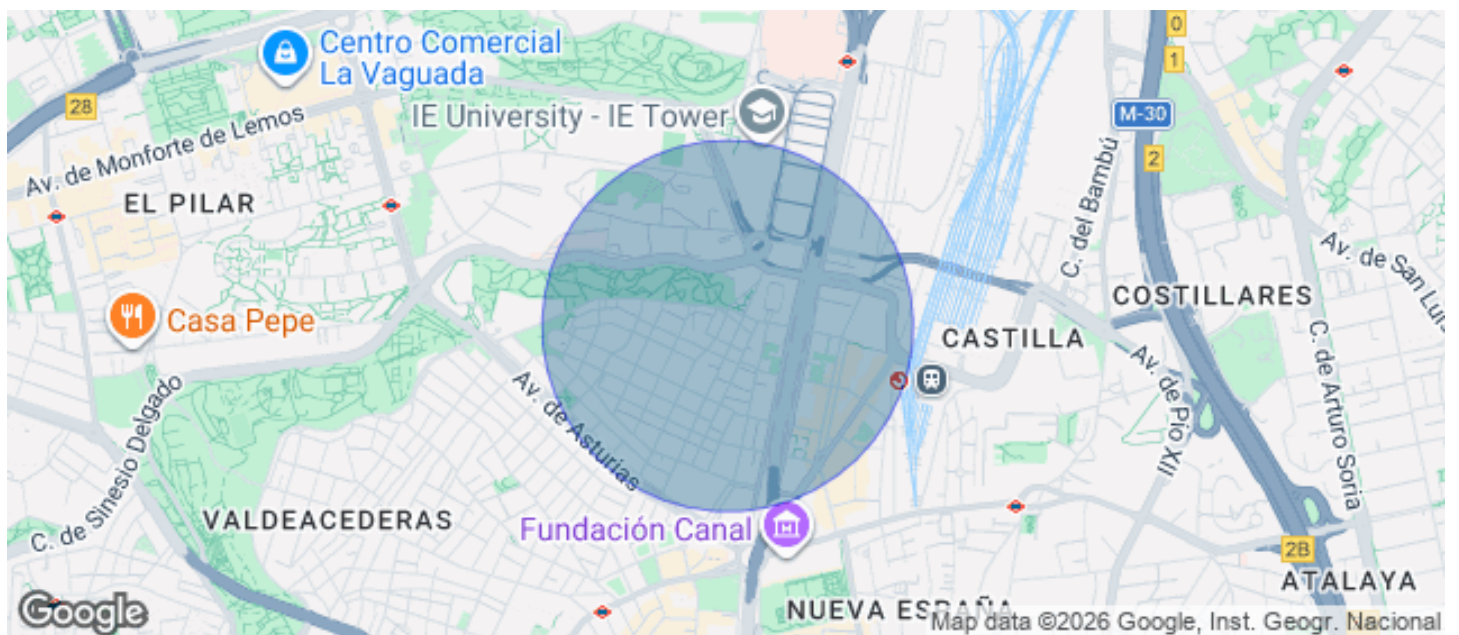 Centro Comercial
La Vaguada
0
1
28
IE University - IE Tower
M-30
Av. de Monforte de Lemos
2
C. del Bambú
EL PILAR
Av. de San Luis
COSTILLARES
Casa Pepe
CASTILLA
C. de Sinesio Delgado
Av. de Asturias
Av. de Pío XII
C. de Arturo Soria
VALDEACEDERAS
Fundación Canal
2B
ATALAYA
NUEVA ESPAÑA
Google
Map data ©2026 Google, Inst. Geogr. Nacional